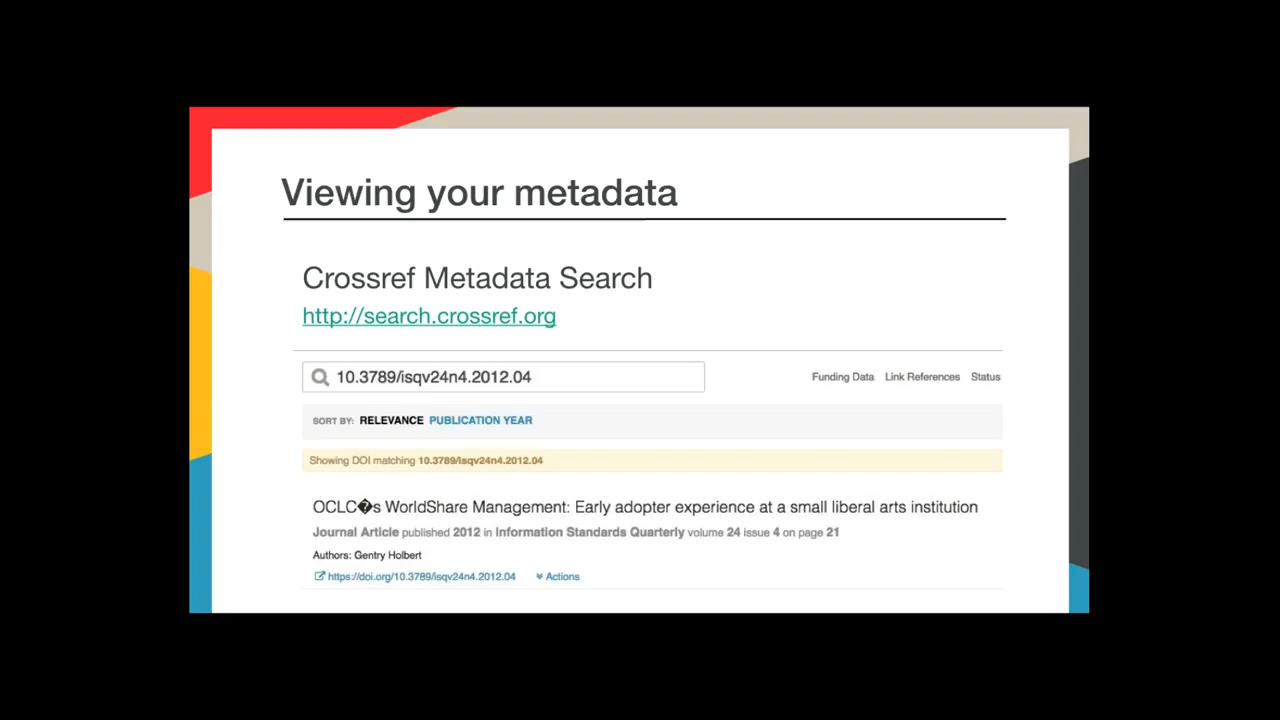 Viewing your metadata
Crossref Metadata Search
http://search.crossref.org
10.3789/isqv24n4.2012.04
Funding Data Link References Status
SORT BY: RELEVANCE PUBLICATION YEAR
Showing DOI matching 10.3789/isqv24n4.2012.04
OCLC�s WorldShare Management: Early adopter experience at a small liberal arts institution
Journal Article published 2012 in Information Standards Quarterly volume 24 issue 4 on page 21
Authors: Gentry Holbert
https://doi.org/10.3789/isqv24n4.2012.04 Actions